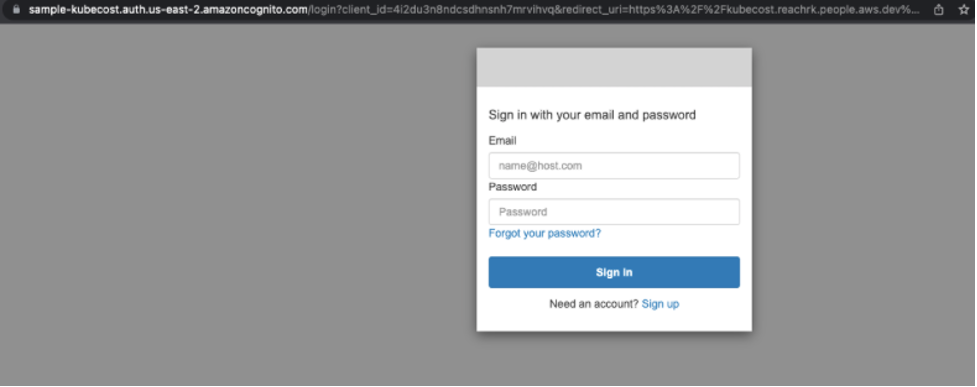 sample-kubecost.auth.us-east-2.amazoncognito.com/login?client_id=4i2du3n8ndcsdhnsnh7mrvihvq&redirect_uri=https%3A%2F%2Fkubecost.reachrk.people.aws.dev%...
Sign in with your email and password
Email
name@host.com
Password
Password
Forgot your password?
Sign in
Need an account? Sign up